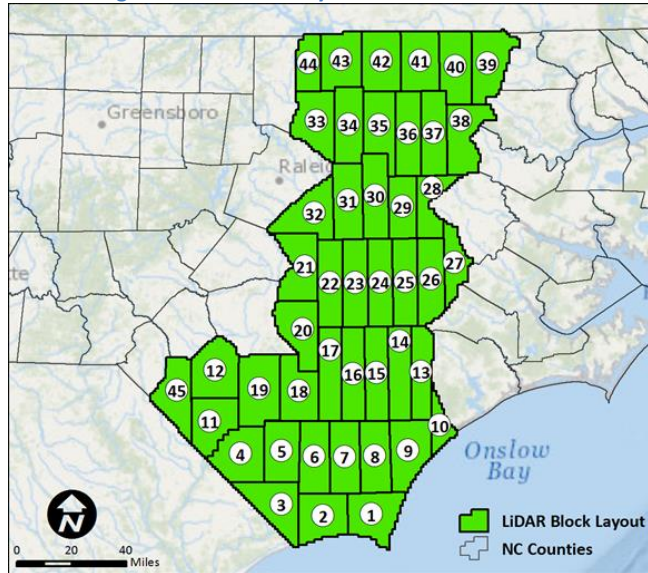 44 43 42 41 40 39
Greensboro
33 34 35 36 37 38
Raleig
32 31 30 29 28
21 22 23 24 25 26 27
te
20 17 14
12 16 15 13
45 19 18
11 10
4 5 6 7 8 9
Onslow
Bay
3 2 1
N
LiDAR Block Layout
NC Counties
0 20 40
Miles